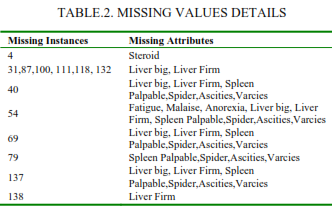 TABLE.2. MISSING VALUES DETAILS
Missing Instances Missing Attributes
4 Steroid
31,87,100, 111,118, 132 Liver big, Liver Firm
40 Liver big, Liver Firm, Spleen
Palpable,Spider,Ascities,Varcies
54 Fatigue, Malaise, Anorexia, Liver big, Liver
Firm, Spleen Palpable,Spider,Ascities,Varcies
69 Liver big, Liver Firm, Spleen
Palpable,Spider,Ascities,Varcies
79 Spleen Palpable,Spider,Ascities,Varcies
137 Liver big, Liver Firm, Spleen
Palpable,Spider,Ascities,Varcies
138 Liver Firm